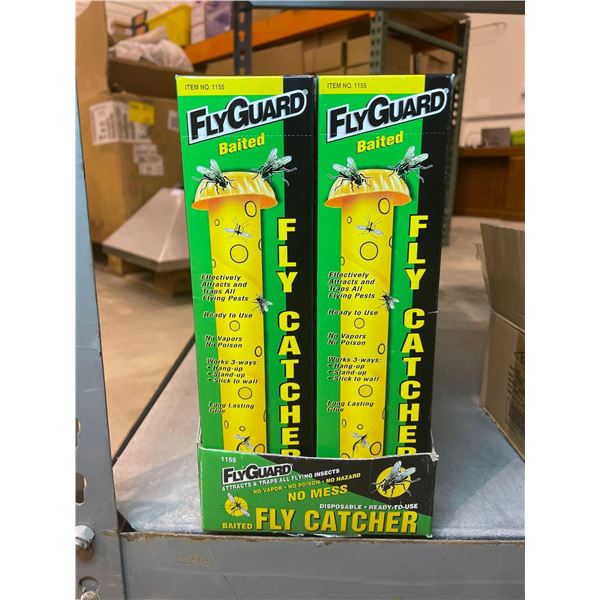 ITEM NO. 1155
FLYGUARD®
Baited
FLY CATCHER
Effectively
Attracts and
Traps All
Flying Pests
Ready to Use
No Vapors
No Poison
Works 3-ways:
• Hang-up
• Stand-up
• Stick to wall
Long Lasting
Glue
ITEM NO. 1155
FLYGUARD®
Baited
FLY CATCHER
Effectively
Attracts and
Traps All
Flying Pests
Ready to Use
No Vapors
No Poison
Works 3-ways:
• Hang-up
• Stand-up
• Stick to wall
Long Lasting
Glue
1155
FLYGUARD
ATTRACTS & TRAPS ALL FLYING INSECTS
NO VAPOR • NO POISON • NO HAZARD
NO MESS
DISPOSABLE • READY-TO-USE
BAITED FLY CATCHER